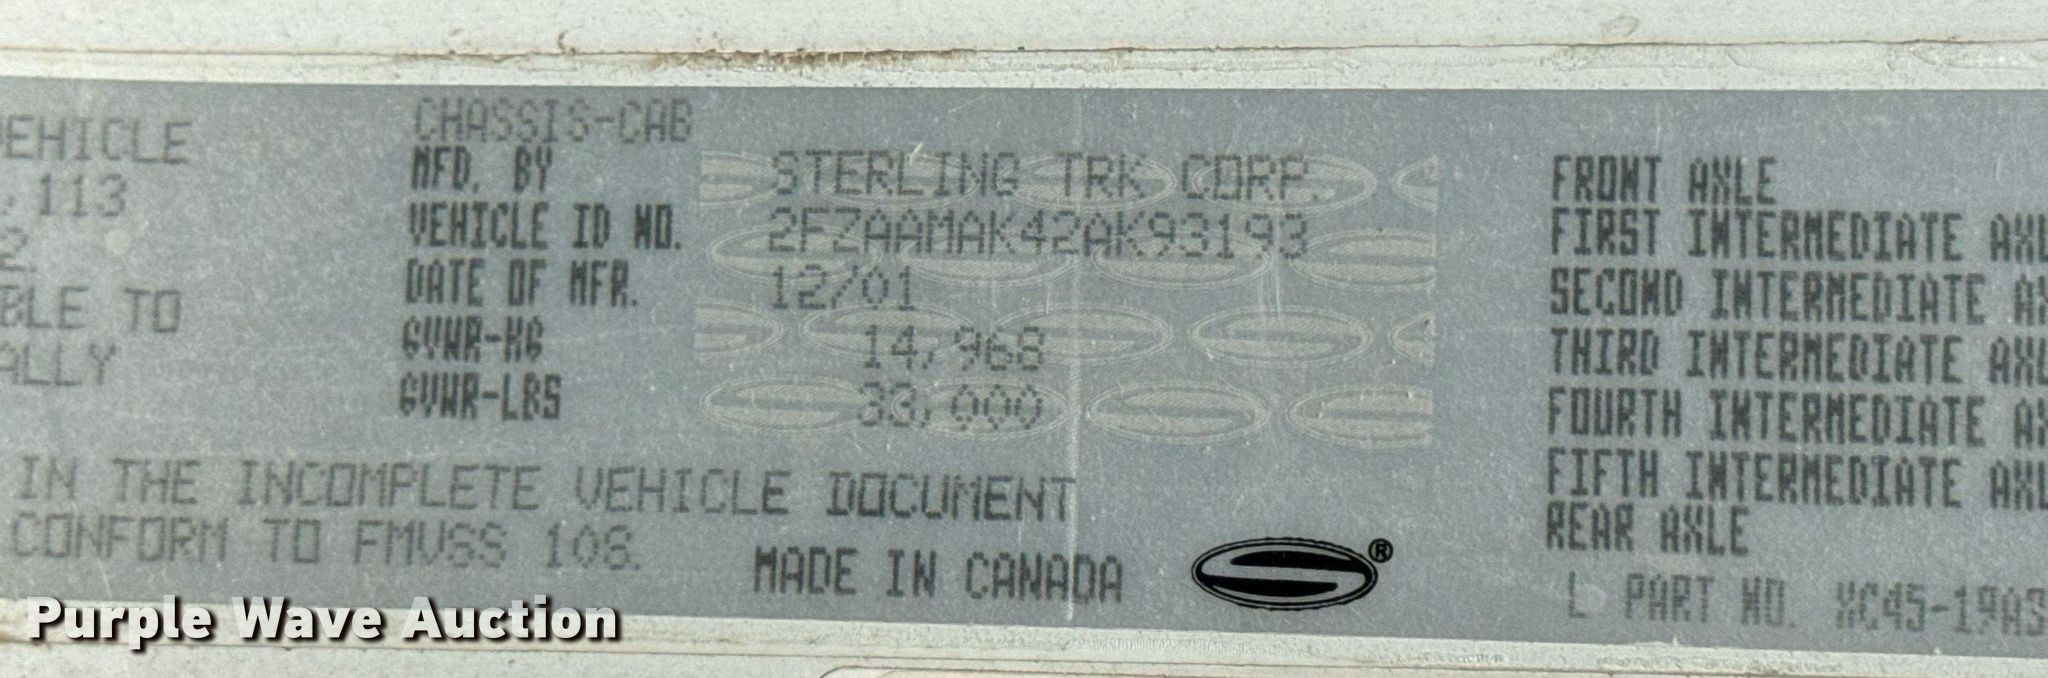 EHICLE
. 113
2
BLE TO
ALLY
CHASSIS-CAB
MFD. BY STERLING TRK CORP.
VEHICLE ID NO. 2FZAAMAK42AK93193
DATE OF MFR. 12/01
GVWR-KG 14,968
GVWR-LBS 33,000
IN THE INCOMPLETE VEHICLE DOCUMENT
CONFORM TO FMVSS 108.
MADE IN CANADA
®
FRONT AXLE
FIRST INTERMEDIATE AXL
SECOND INTERMEDIATE AX
THIRD INTERMEDIATE AXL
FOURTH INTERMEDIATE AX
FIFTH INTERMEDIATE AXL
REAR AXLE
L PART NO. XC45-19A5
Purple Wave Auction